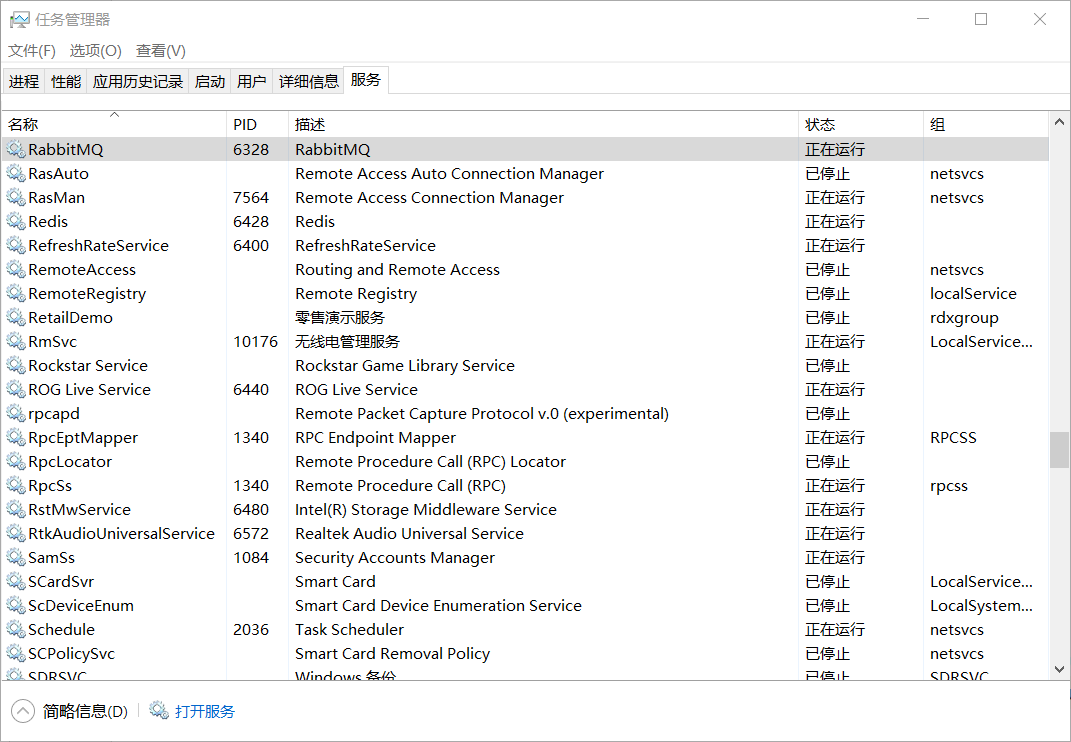 任务管理器
文件(F) 选项(O) 查看(V)
进程 性能 应用历史记录 启动 用户 详细信息 服务
名称 PID 描述 状态 组
RabbitMQ 6328 RabbitMQ 正在运行
RasAuto Remote Access Auto Connection Manager 已停止 netsvcs
RasMan 7564 Remote Access Connection Manager 正在运行 netsvcs
Redis 6428 Redis 正在运行
RefreshRateService 6400 RefreshRateService 正在运行
RemoteAccess Routing and Remote Access 已停止 netsvcs
RemoteRegistry Remote Registry 已停止 localService
RetailDemo 零售演示服务 已停止 rdxgroup
RmSvc 10176 无线电管理服务 正在运行 LocalService...
Rockstar Service Rockstar Game Library Service 已停止
ROG Live Service 6440 ROG Live Service 正在运行
rpcapd Remote Packet Capture Protocol v.0 (experimental) 已停止
RpcEptMapper 1340 RPC Endpoint Mapper 正在运行 RPCSS
RpcLocator Remote Procedure Call (RPC) Locator 已停止
RpcSs 1340 Remote Procedure Call (RPC) 正在运行 rpcss
RstMwService 6480 Intel(R) Storage Middleware Service 正在运行
RtkAudioUniversalService 6572 Realtek Audio Universal Service 正在运行
SamSs 1084 Security Accounts Manager 正在运行
SCardSvr Smart Card 已停止 LocalService...
ScDeviceEnum Smart Card Device Enumeration Service 已停止 LocalSystem...
Schedule 2036 Task Scheduler 正在运行 netsvcs
SCPolicySvc Smart Card Removal Policy 已停止 netsvcs
SDRSVC Windows 备份 已停止 SDRSVC
简略信息(D) 打开服务